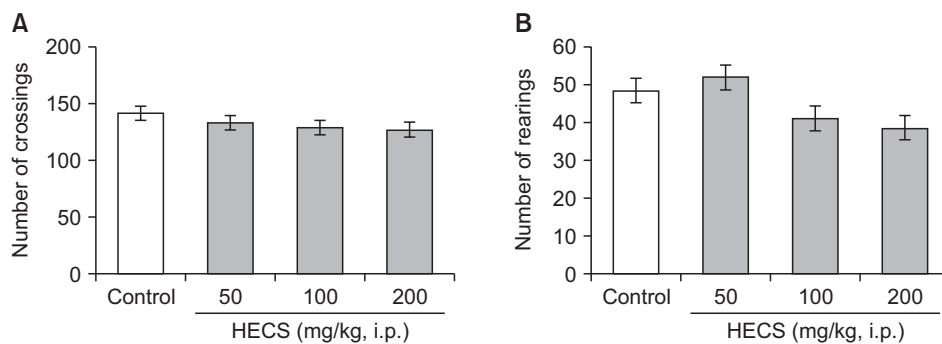 A
Number of crossings
200
150
100
50
0
Control 50 100 200
HECS (mg/kg, i.p.)
B
Number of rearings
60
50
40
30
20
10
0
Control 50 100 200
HECS (mg/kg, i.p.)